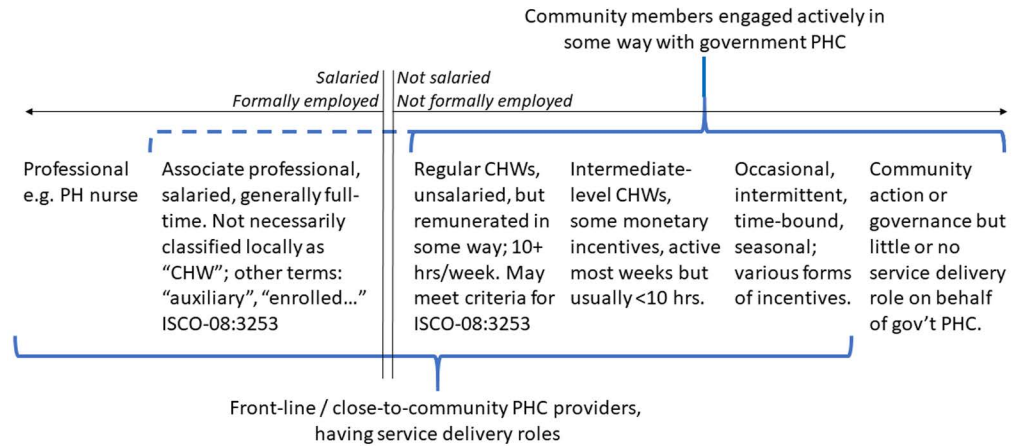 Community members engaged actively in
some way with government PHC
Salaried
Not salaried
Formally employed
Not formally employed
Professional
e.g. PH nurse
Associate professional,
salaried, generally full-
time. Not necessarily
classified locally as
“CHW”; other terms:
“auxiliary”, “enrolled...”
ISCO-08:3253
Regular CHWs,
unsalaried, but
remunerated in
some way; 10+
hrs/week. May
meet criteria for
ISCO-08:3253
Intermediate-
level CHWs,
some monetary
incentives, active
most weeks but
usually <10 hrs.
Occasional,
intermittent,
time-bound,
seasonal;
various forms
of incentives.
Community
action or
governance but
little or no
service delivery
role on behalf
of gov’t PHC.
Front-line / close-to-community PHC providers,
having service delivery roles